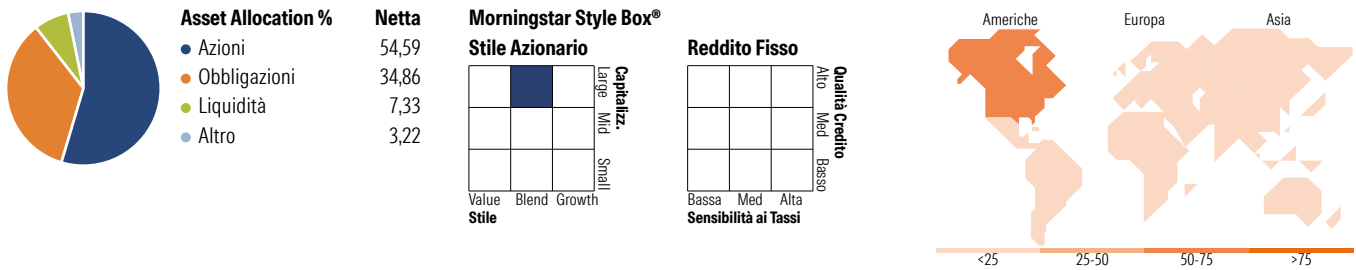 Asset Allocation % Netta
Azioni 54,59
Obbligazioni 34,86
Liquidità 7,33
Altro 3,22
Morningstar Style Box®
Stile Azionario
Large Mid Small
Capitalizz.
Value Blend Growth
Stile
Reddito Fisso
Alto Med Basso
Qualità Credito
Bassa Med Alta
Sensibilità ai Tassi
Americhe Europa Asia
<25 25-50 50-75 >75